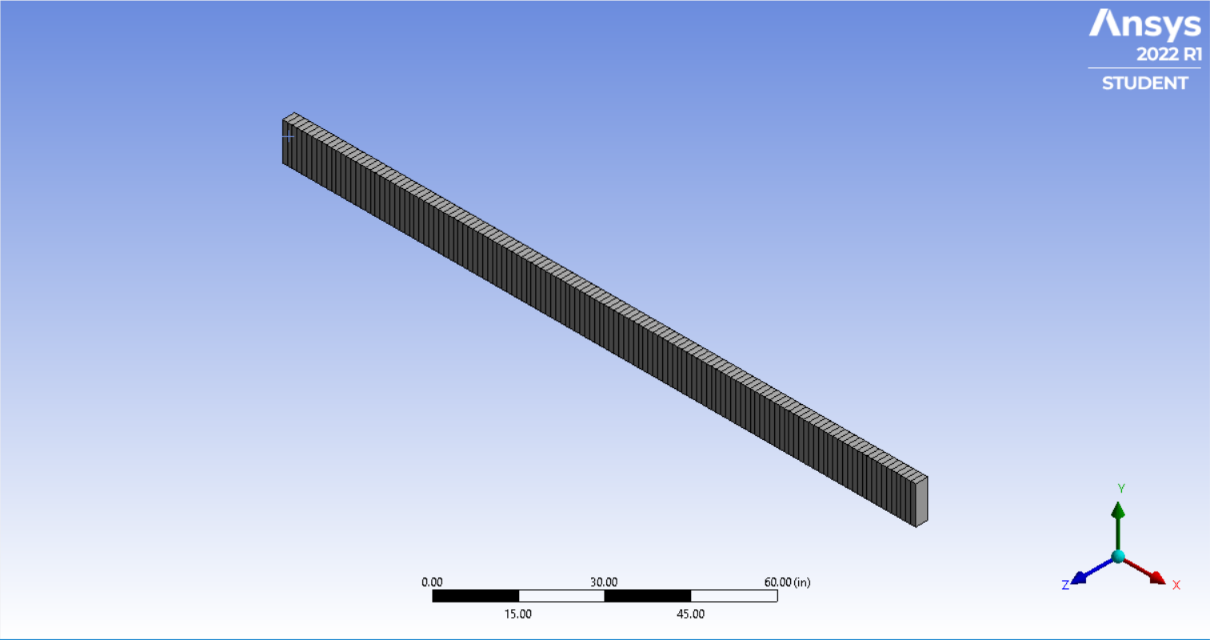 Ansys
2022 R1
STUDENT
0.00 30.00 60.00 (in)
15.00 45.00
Y
Z
X